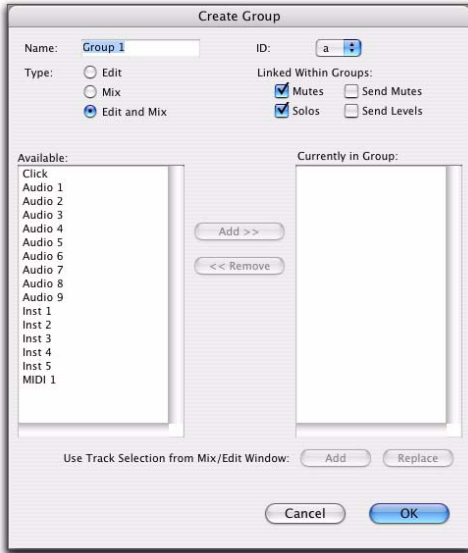 Create Group
Name: Group 1 ID: a
Type: Edit Linked Within Groups:
Mix Mutes Send Mutes
Edit and Mix Solos Send Levels
Available: Currently in Group:
Click
Audio 1
Audio 2
Audio 3
Audio 4
Audio 5
Audio 6
Audio 7
Audio 8
Audio 9
Inst 1
Inst 2
Inst 3
Inst 4
Inst 5
MIDI 1
Add >>
<< Remove
Use Track Selection from Mix/Edit Window: Add Replace
Cancel OK